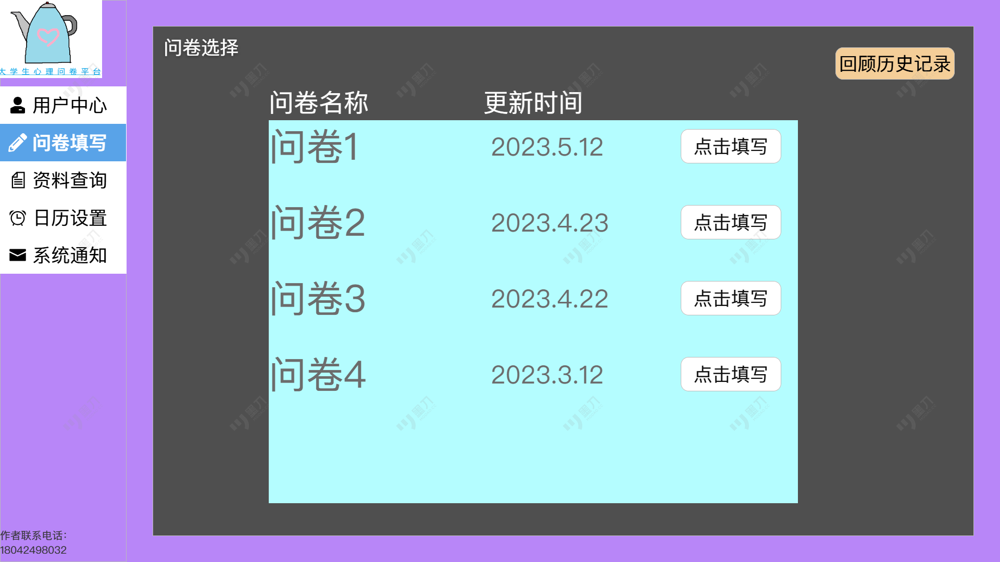 大学生心理问卷平台
用户中心
问卷填写
资料查询
日历设置
系统通知
作者联系电话：
18042498032
问卷选择
回顾历史记录
问卷名称 更新时间
问卷1 2023.5.12 点击填写
问卷2 2023.4.23 点击填写
问卷3 2023.4.22 点击填写
问卷4 2023.3.12 点击填写
墨刀